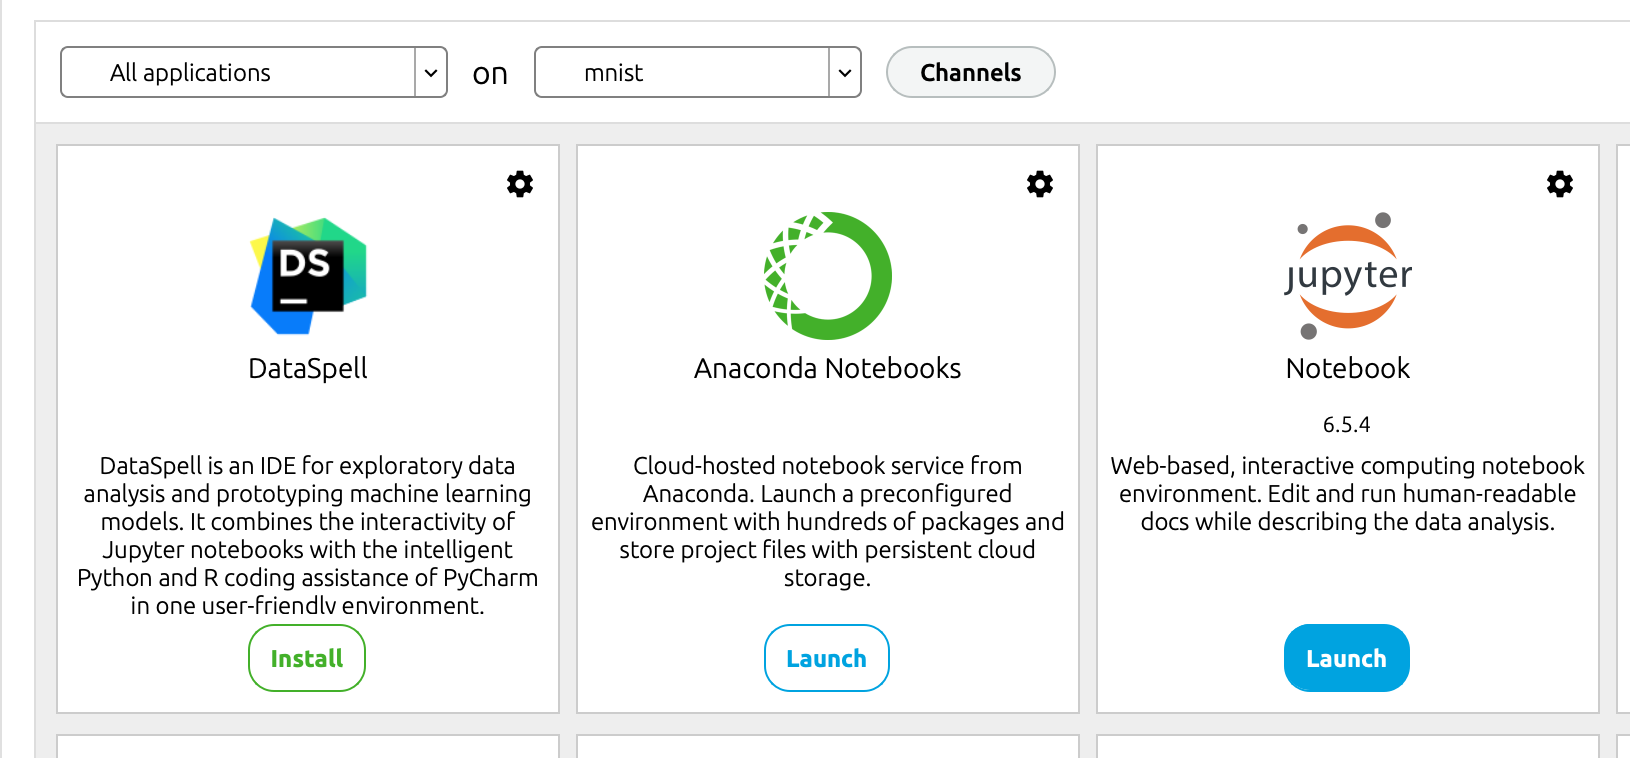 All applications on mnist Channels
DS
DataSpell
DataSpell is an IDE for exploratory data
analysis and prototyping machine learning
models. It combines the interactivity of
Jupyter notebooks with the intelligent
Python and R coding assistance of PyCharm
in one user-friendly environment.
Install
Anaconda Notebooks
Cloud-hosted notebook service from
Anaconda. Launch a preconfigured
environment with hundreds of packages and
store project files with persistent cloud
storage.
Launch
jupyter
Notebook
6.5.4
Web-based, interactive computing notebook
environment. Edit and run human-readable
docs while describing the data analysis.
Launch